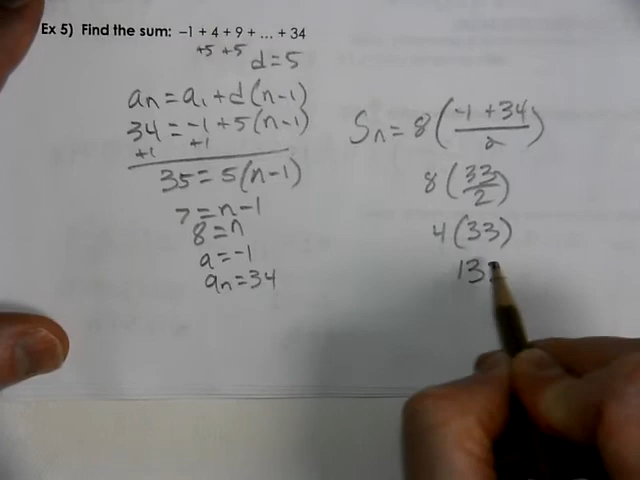 Ex 5) Find the sum: −1 + 4 + 9 + ... + 34
+5 +5
d=5
an = a1 + d(n-1)
34 = -1 + 5(n-1)
+1 +1
35 = 5(n-1)
7 = n-1
8 = n
a = -1
an = 34
Sn = 8(-1+34/2)
8(33/2)
4(33)